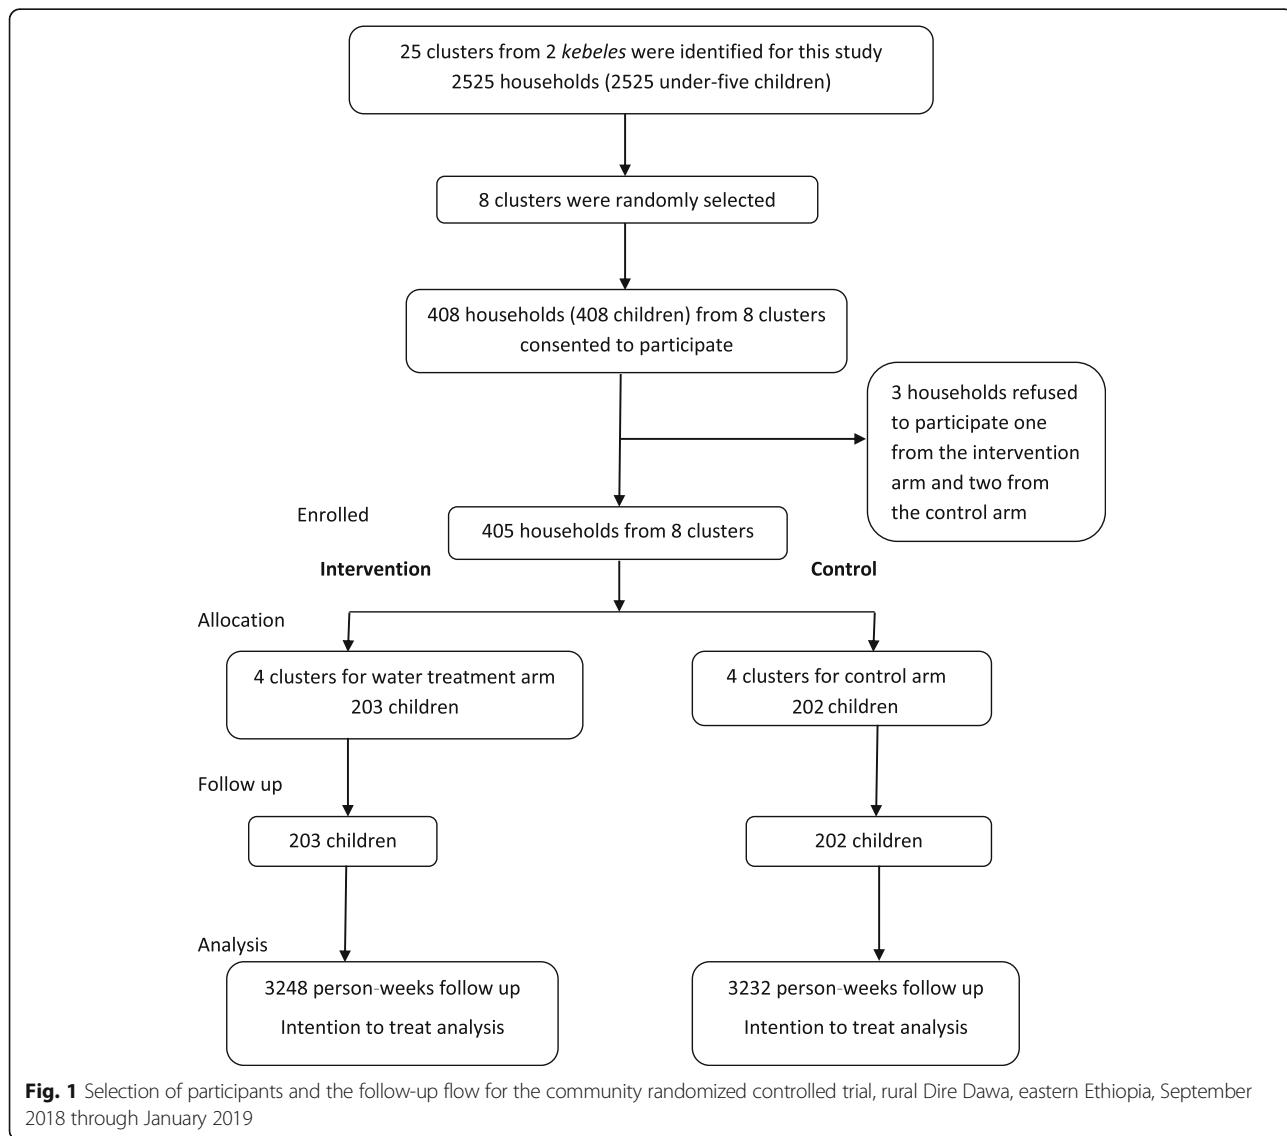 25 clusters from 2 kebeles were identified for this study
2525 households (2525 under-five children)
8 clusters were randomly selected
408 households (408 children) from 8 clusters
consented to participate
3 households refused
to participate one
from the intervention
arm and two from
the control arm
Enrolled
405 households from 8 clusters
Intervention
Control
Allocation
4 clusters for water treatment arm
203 children
4 clusters for control arm
202 children
Follow up
203 children
202 children
Analysis
3248 person-weeks follow up
Intention to treat analysis
3232 person-weeks follow up
Intention to treat analysis
Fig. 1 Selection of participants and the follow-up flow for the community randomized controlled trial, rural Dire Dawa, eastern Ethiopia, September
2018 through January 2019